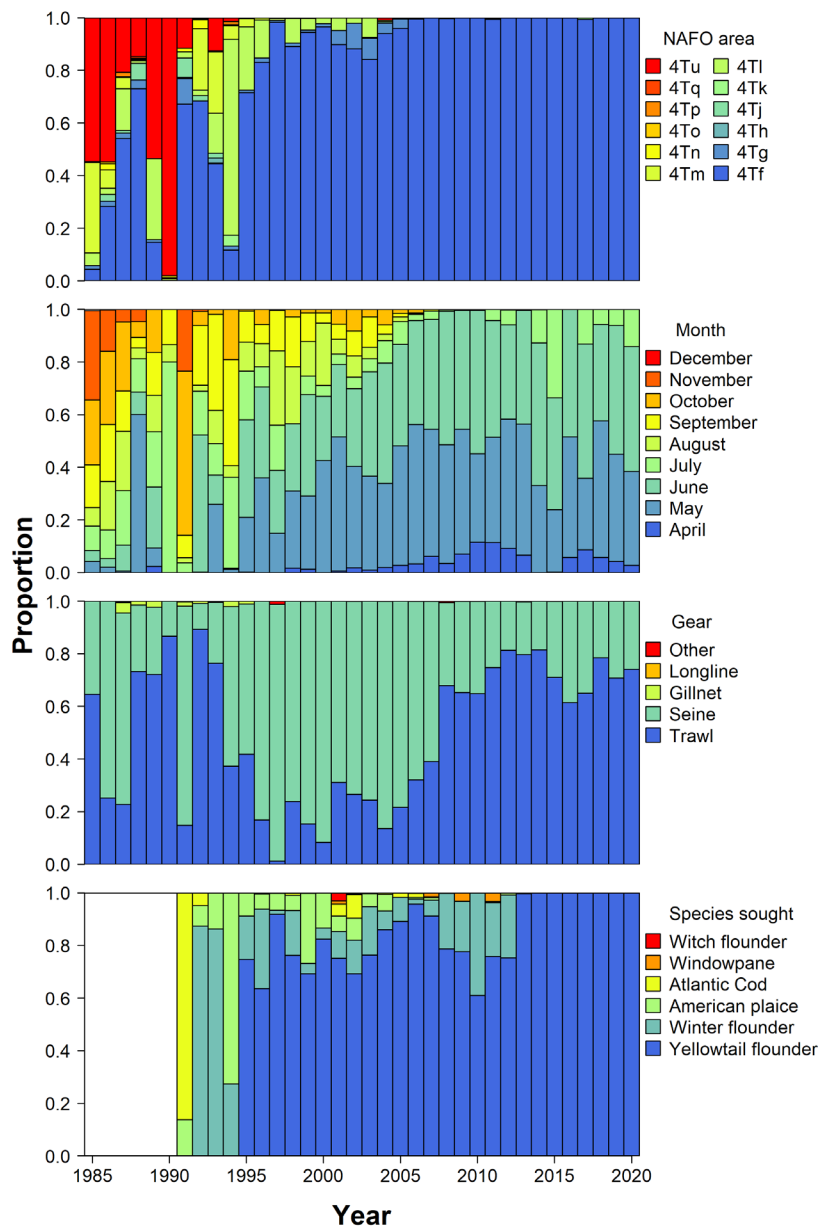 Proportion
1.0
0.8
0.6
0.4
0.2
0.0
NAFO area
4Tu 4Tl
4Tq 4Tk
4Tp 4Tj
4To 4Th
4Tn 4Tg
4Tm 4Tf
1.0
0.8
0.6
0.4
0.2
0.0
Month
December
November
October
September
August
July
June
May
April
1.0
0.8
0.6
0.4
0.2
0.0
Gear
Other
Longline
Gillnet
Seine
Trawl
1.0
0.8
0.6
0.4
0.2
0.0
Species sought
Witch flounder
Windowpane
Atlantic Cod
American plaice
Winter flounder
Yellowtail flounder
1985 1990 1995 2000 2005 2010 2015 2020
Year